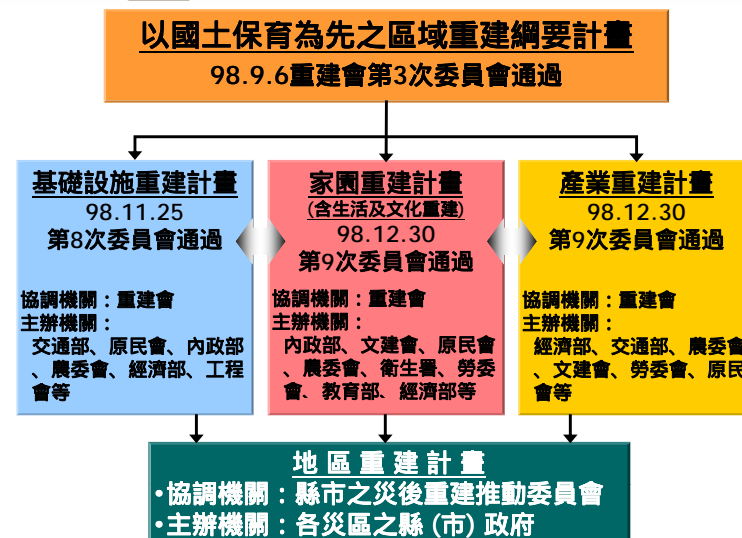 以國土保育為先之區域重建綱要計畫
98.9.6重建會第3次委員會通過
基礎設施重建計畫
98.11.25
第8次委員會通過
協調機關：重建會
主辦機關：
交通部、原民會、內政部
、農委會、經濟部、工程
會等
家園重建計畫
(含生活及文化重建)
98.12.30
第9次委員會通過
協調機關：重建會
主辦機關：
內政部、文建會、原民會
、農委會、衛生署、勞委
會、教育部、經濟部等
產業重建計畫
98.12.30
第9次委員會通過
協調機關：重建會
主辦機關：
經濟部、交通部、農委會
、文建會、勞委會、原民
會等
地區重建計畫
•協調機關：縣市之災後重建推動委員會
•主辦機關：各災區之縣 (市) 政府